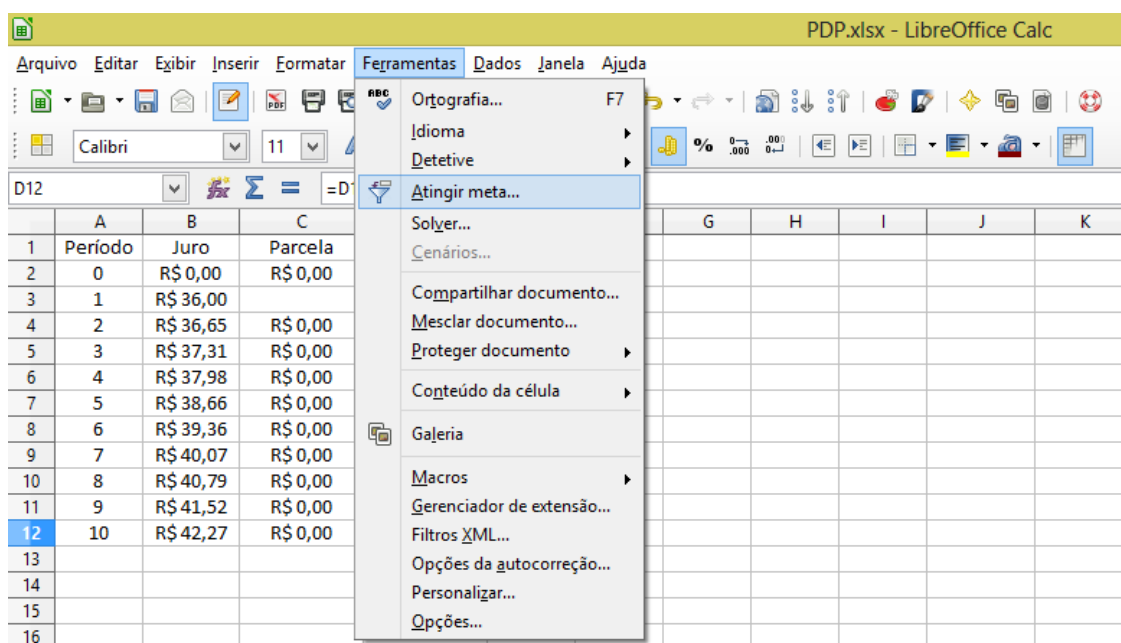 PDP.xlsx - LibreOffice Calc
Arquivo Editar Exibir Inserir Formatar Ferramentas Dados Janela Ajuda
Calibri 11 % 0 .000 .000 0
D12 =D1
Ortografia... F7
Idioma
Detetive
Atingir meta...
Solver...
Cenários...
Compartilhar documento...
Mesclar documento...
Proteger documento
Conteúdo da célula
Galeria
Macros
Gerenciador de extensão...
Filtros XML...
Opções da autocorreção...
Personalizar...
Opções...
A B C G H I J K
1 Período Juro Parcela
2 0 R$ 0,00 R$ 0,00
3 1 R$ 36,00
4 2 R$ 36,65 R$ 0,00
5 3 R$ 37,31 R$ 0,00
6 4 R$ 37,98 R$ 0,00
7 5 R$ 38,66 R$ 0,00
8 6 R$ 39,36 R$ 0,00
9 7 R$ 40,07 R$ 0,00
10 8 R$ 40,79 R$ 0,00
11 9 R$ 41,52 R$ 0,00
12 10 R$ 42,27 R$ 0,00
13
14
15
16